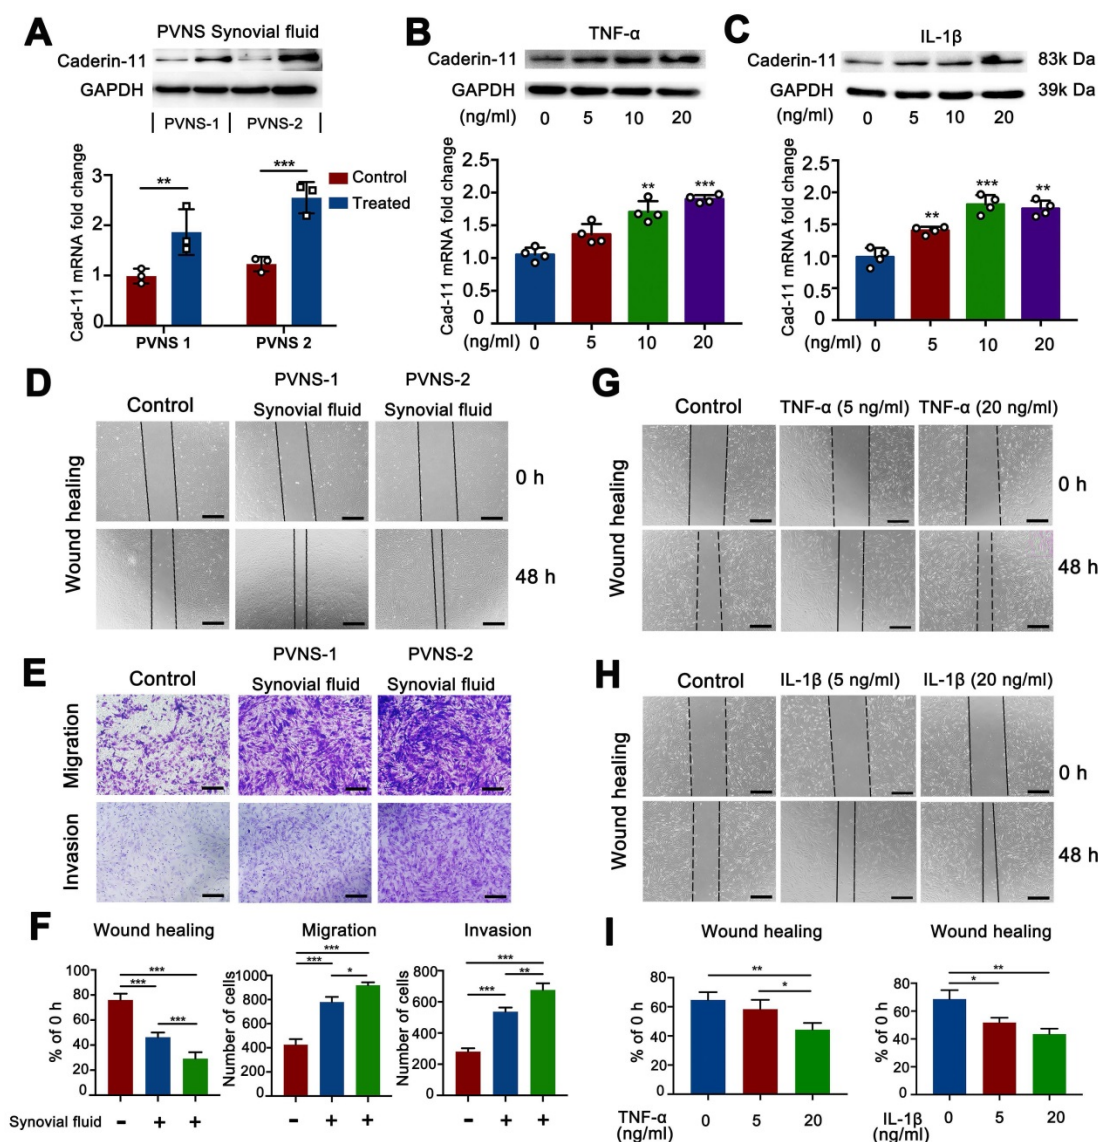 A
PVNS Synovial fluid
Caderin-11
GAPDH
PVNS-1 PVNS-2
Cad-11 mRNA fold change
3
2
1
0
** ***
Control
Treated
PVNS 1 PVNS 2
B
TNF-α
Caderin-11
GAPDH
(ng/ml) 0 5 10 20
Cad-11 mRNA fold change
2.5
2.0
1.5
1.0
0
** ***
(ng/ml) 0 5 10 20
C
IL-1β
Caderin-11 83k Da
GAPDH 39k Da
(ng/ml) 0 5 10 20
Cad-11 mRNA fold change
2.5
2.0
1.5
1.0
0
** *** **
(ng/ml) 0 5 10 20
D
Control PVNS-1 PVNS-2
Synovial fluid Synovial fluid
Wound healing
0 h
48 h
E
Control PVNS-1 PVNS-2
Synovial fluid Synovial fluid
Migration
Invasion
F
Wound healing
% of 0 h
100
80
60
40
20
0
*** *** ***
Synovial fluid - + +
Migration
Number of cells
1000
800
600
400
200
0
*** *** *
- + +
Invasion
Number of cells
800
600
400
200
0
*** *** **
- + +
G
Control TNF-α (5 ng/ml) TNF-α (20 ng/ml)
Wound healing
0 h
48 h
H
Control IL-1β (5 ng/ml) IL-1β (20 ng/ml)
Wound healing
0 h
48 h
I
Wound healing
% of 0 h
80
60
40
20
0
** *
TNF-α 0 5 20
(ng/ml)
Wound healing
% of 0 h
80
60
40
20
0
** *
IL-1β 0 5 20
(ng/ml)